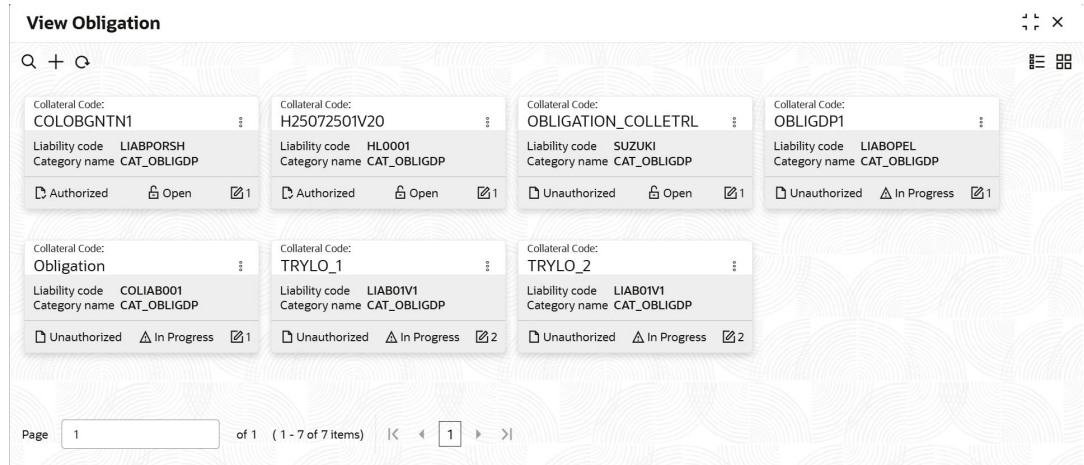 View Obligation
Collateral Code: Collateral Code: Collateral Code: Collateral Code:
COLOBGNTN1 H25072501V20 OBLIGATION_COLLETRL OBLIGDP1
Liability code LIABPORSH Liability code HL0001 Liability code SUZUKI Liability code LIABOPEL
Category name CAT_OBLIGDP Category name CAT_OBLIGDP Category name CAT_OBLIGDP Category name CAT_OBLIGDP
Authorized Open 1 Authorized Open 1 Unauthorized Open 1 Unauthorized In Progress 1
Collateral Code: Collateral Code: Collateral Code:
Obligation TRYLO_1 TRYLO_2
Liability code COLIAB001 Liability code LIAB01V1 Liability code LIAB01V1
Category name CAT_OBLIGDP Category name CAT_OBLIGDP Category name CAT_OBLIGDP
Unauthorized In Progress 1 Unauthorized In Progress 2 Unauthorized In Progress 2
Page 1 of 1 ( 1 - 7 of 7 items) 1